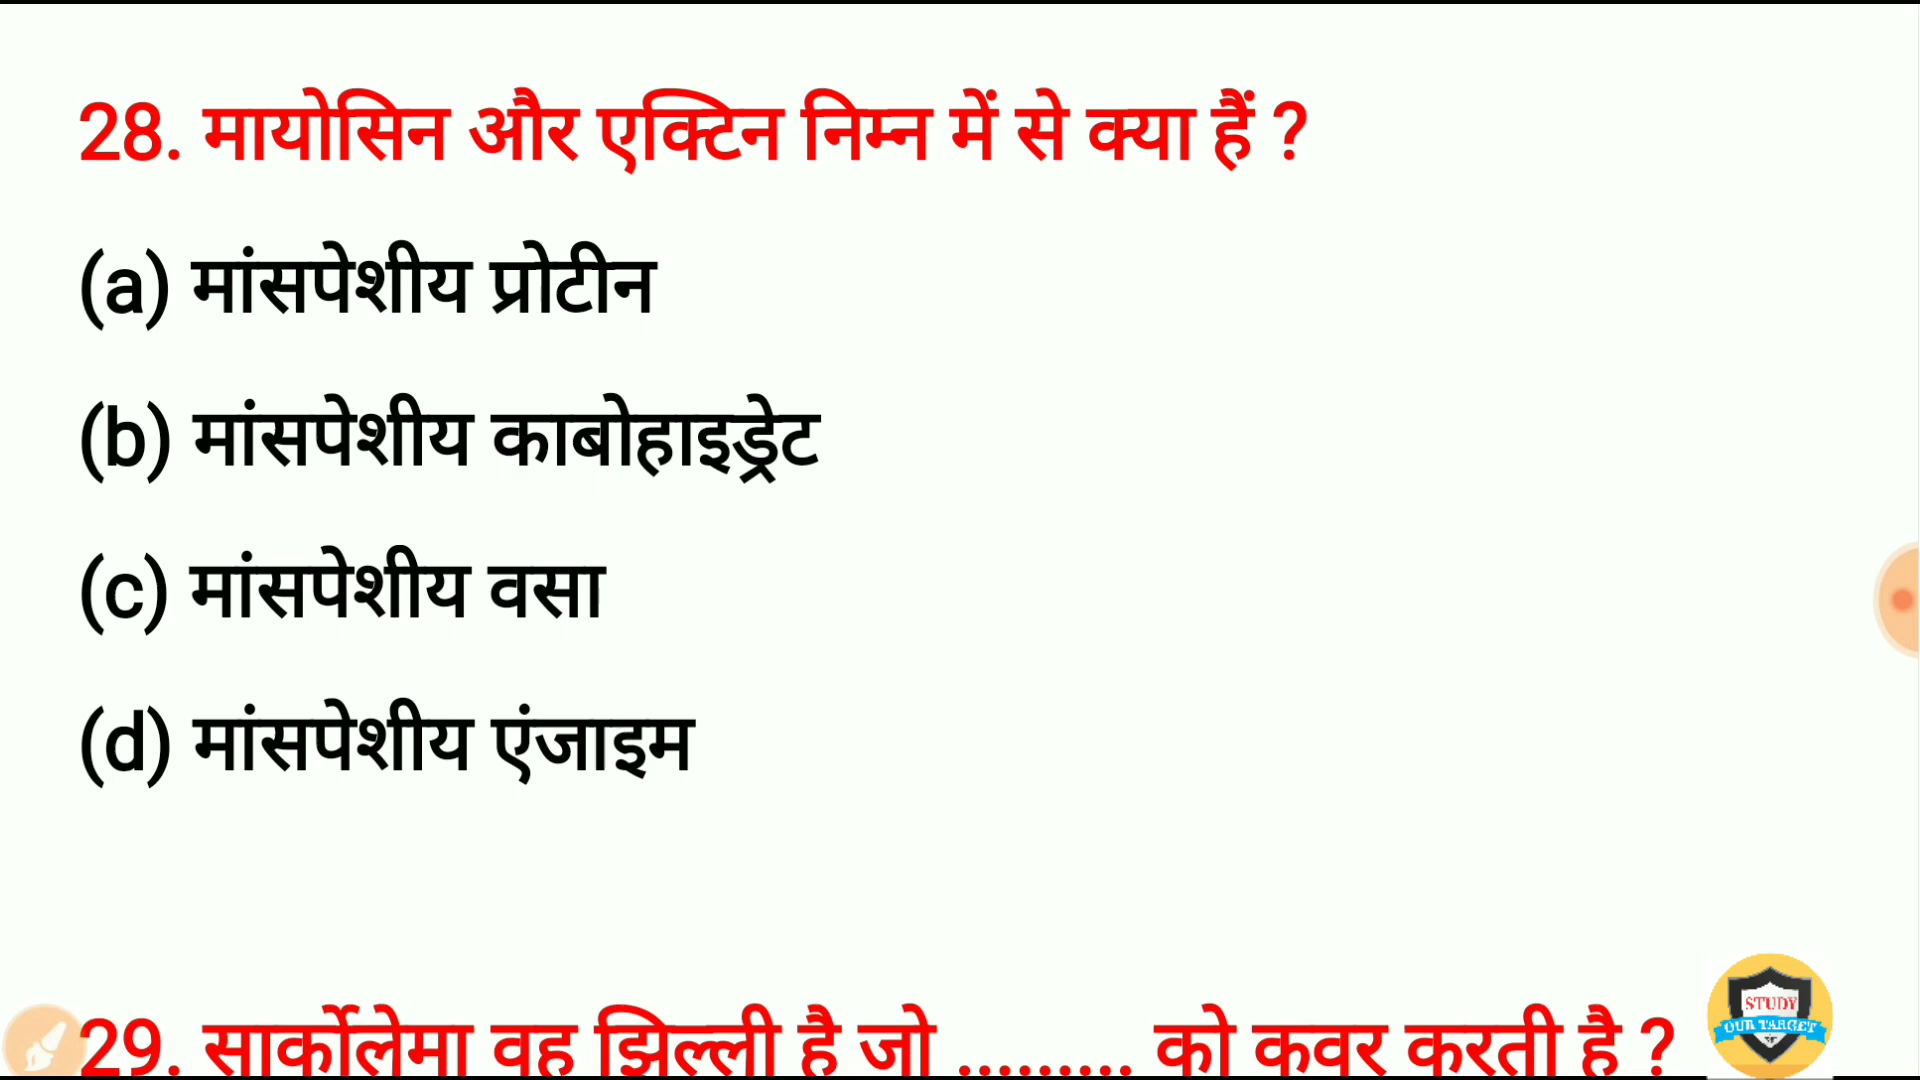 28. मायोसिन और एक्टिन निम्न में से क्या हैं ?
(a) मांसपेशीय प्रोटीन
(b) मांसपेशीय काबोहाइड्रेट
(c) मांसपेशीय वसा
(d) मांसपेशीय एंजाइम
29. सार्कोलेमा वह झिल्ली है जो ......... को कवर करती है ?
STUDY
OUR TARGET